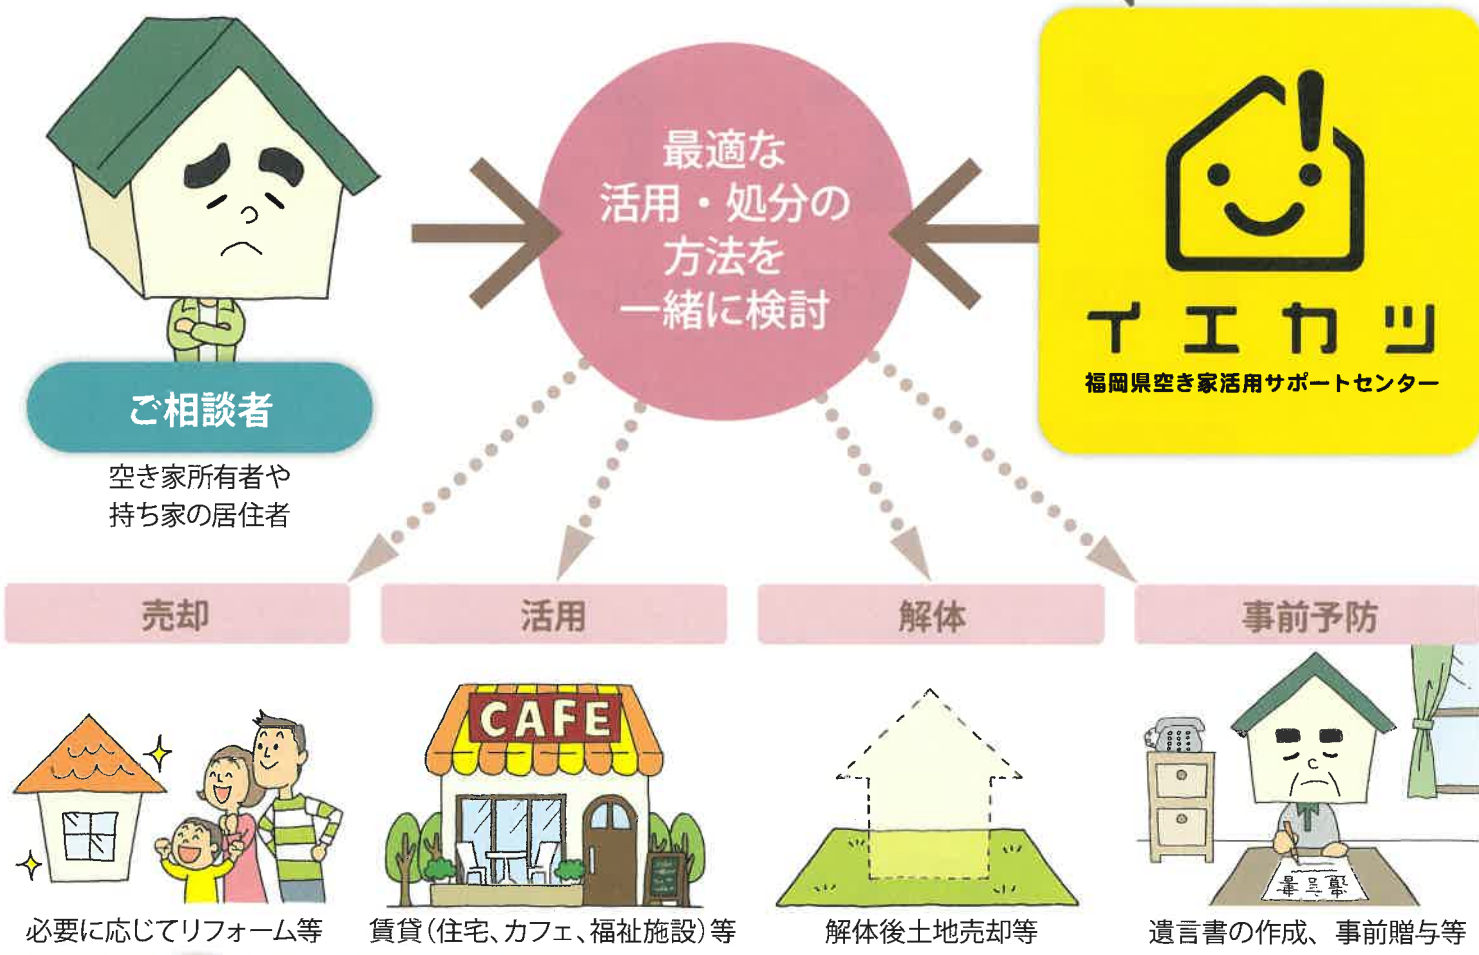 最適な
活用・処分の
方法を
一緒に検討
イエカツ
福岡県空き家活用サポートセンター
ご相談者
空き家所有者や
持ち家の居住者
売却
活用
解体
事前予防
CAFE
必要に応じてリフォーム等
賃貸(住宅、カフェ、福祉施設)等
解体後土地売却等
遺言書の作成、事前贈与等